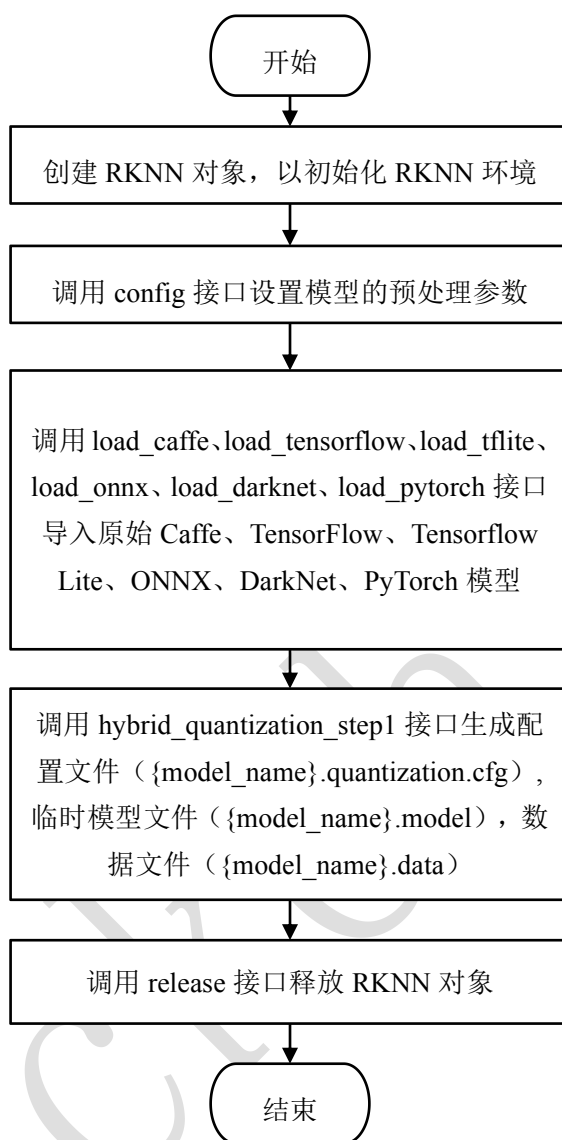 开始
创建 RKNN 对象，以初始化 RKNN 环境
调用 config 接口设置模型的预处理参数
调用 load_caffe、load_tensorflow、load_tflite、
load_onnx、load_darknet、load_pytorch 接口
导入原始 Caffe、TensorFlow、Tensorflow
Lite、ONNX、DarkNet、PyTorch 模型
调用 hybrid_quantization_step1 接口生成配
置文件（{model_name}.quantization.cfg）,
临时模型文件（{model_name}.model），数
据文件（{model_name}.data）
调用 release 接口释放 RKNN 对象
结束